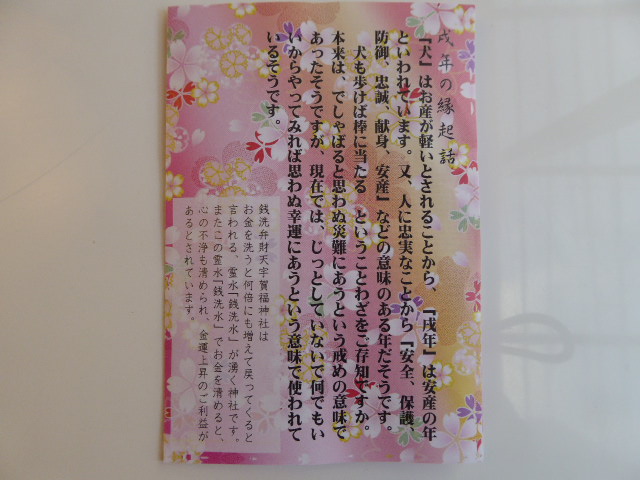 戌年の縁起話
『犬』はお産が軽いとされることから、『戌年』は安産の年
といわれています。又、人に忠実なことから『安全、保護、
防御、忠誠、献身、安産』などの意味のある年だそうです。
犬も歩けば棒に当たる ということわざをご存知ですか。
本来は、でしゃばると思わぬ災難にあうという戒めの意味で
あったそうですが、現在では、じっとしていないで何でもい
いからやってみれば思わぬ幸運にあうという意味で使われて
いるそうです。
銭洗弁財天宇賀福神社は
お金を洗うと何倍にも増えて戻ってくると
言われる、霊水「銭洗水」が湧く神社です。
またこの霊水「銭洗水」でお金を清めると、
心の不浄も清められ、金運上昇のご利益が
あるとされています。